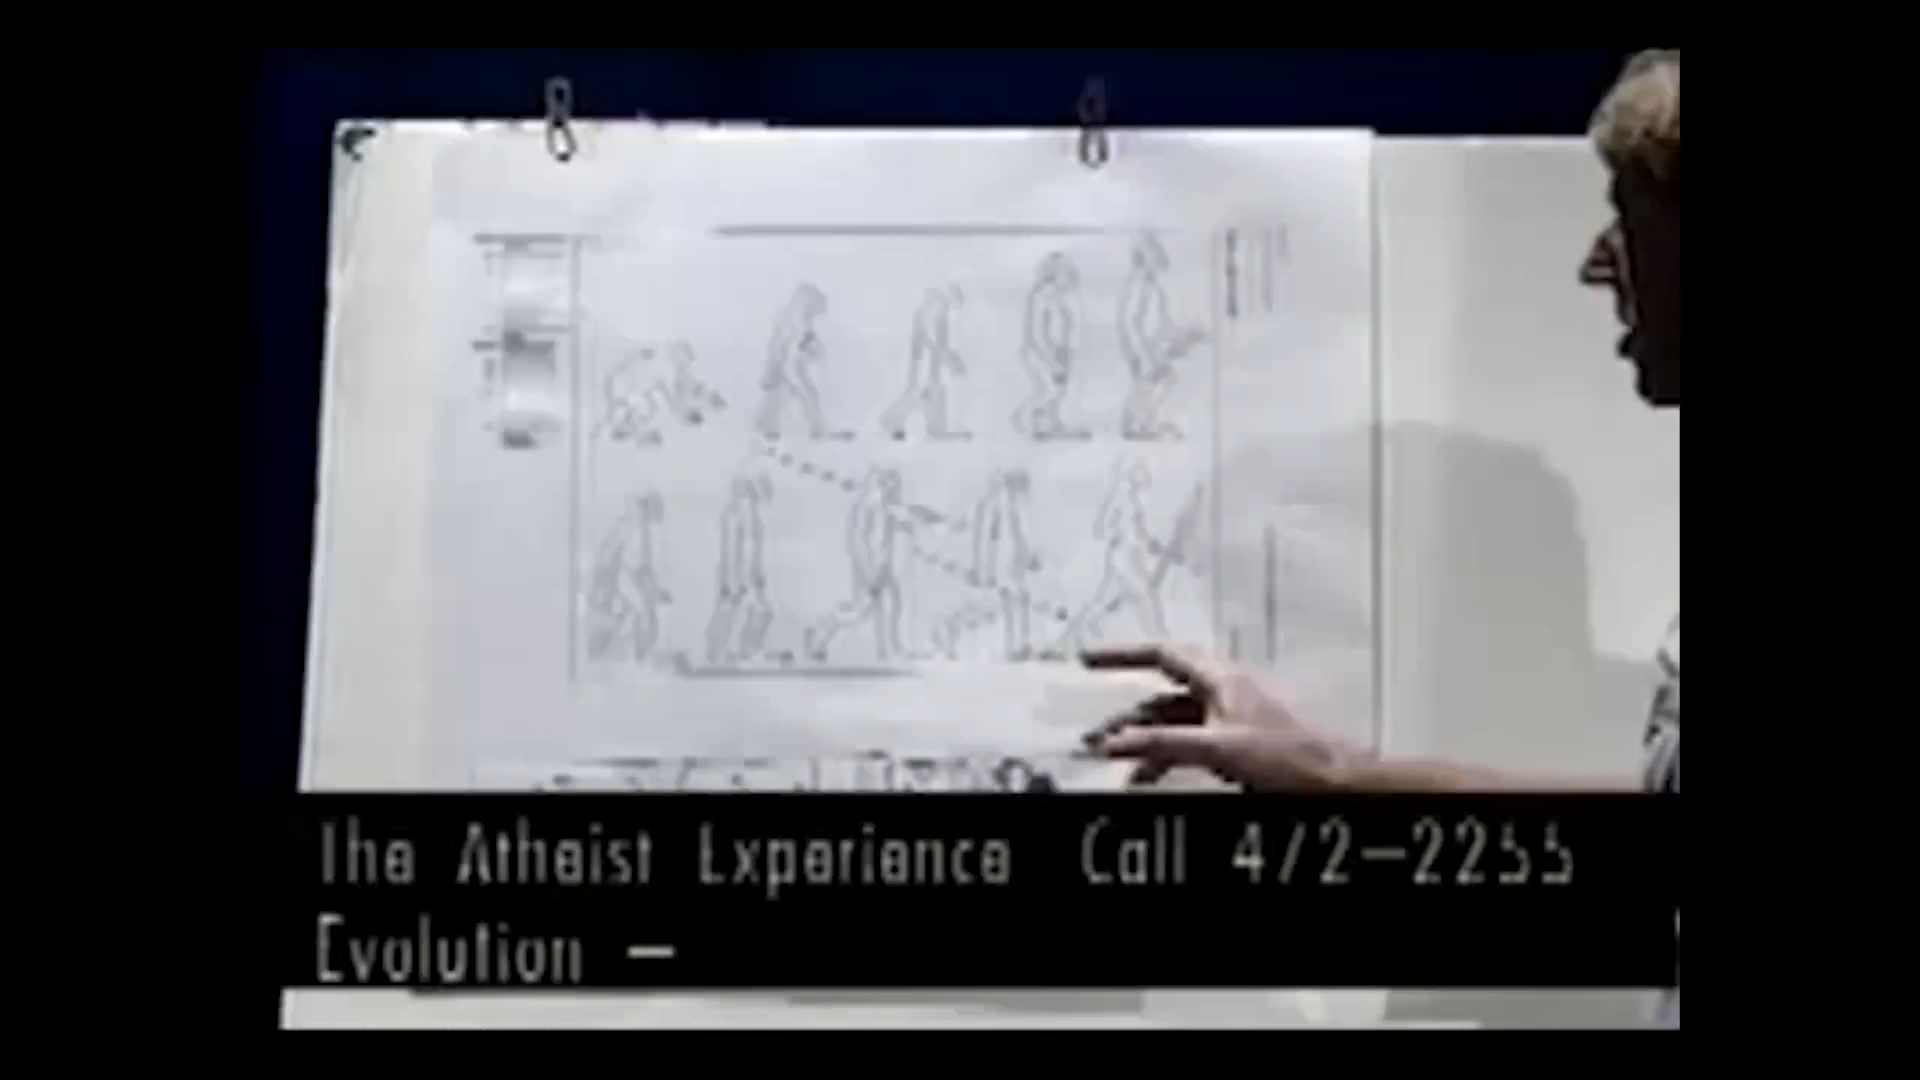 The Atheist Experience Call 472-2255
Evolution –